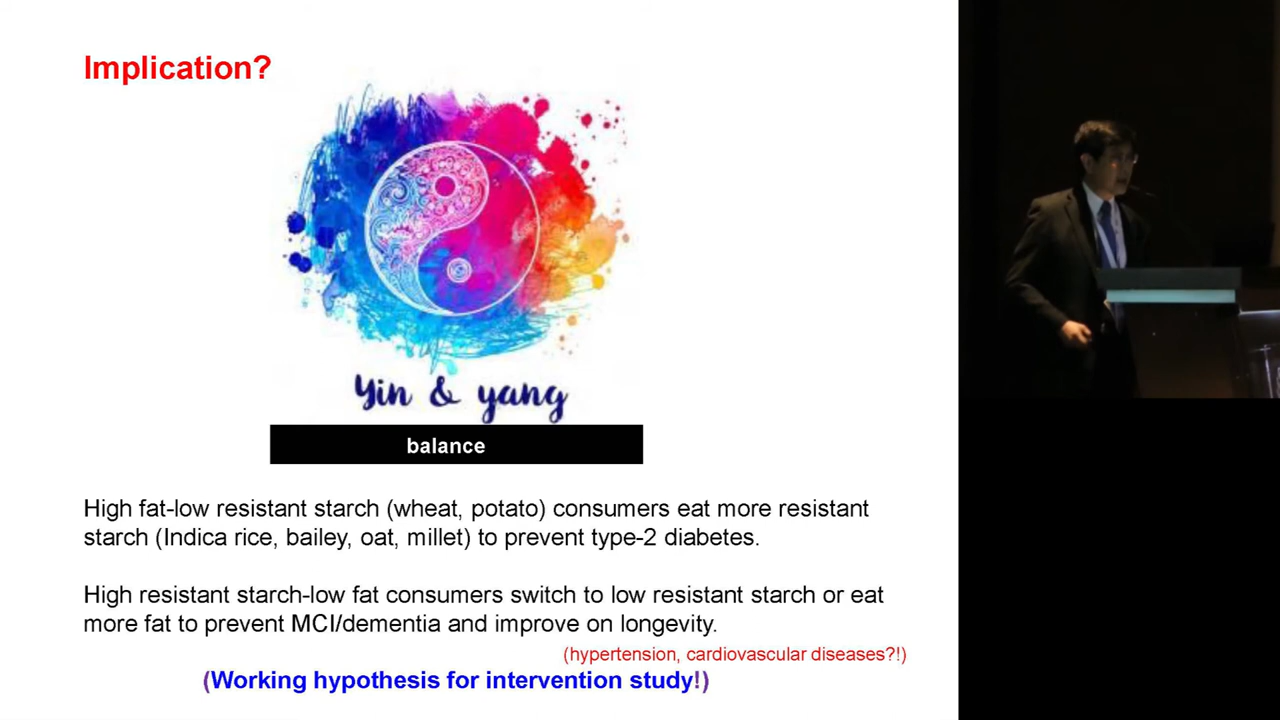 Implication?
Yin & yang
balance
High fat-low resistant starch (wheat, potato) consumers eat more resistant
starch (Indica rice, bailey, oat, millet) to prevent type-2 diabetes.
High resistant starch-low fat consumers switch to low resistant starch or eat
more fat to prevent MCI/dementia and improve on longevity.
(hypertension, cardiovascular diseases?!)
(Working hypothesis for intervention study!)